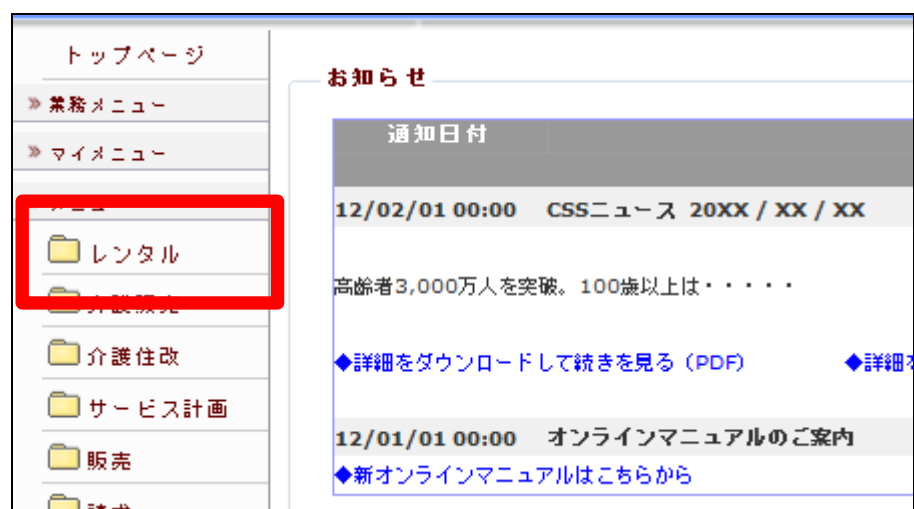 トップページ
業務メニュー
マイメニュー
レンタル
介護住改
サービス計画
販売
お知らせ
通知日付
12/02/01 00:00 CSSニュース 20XX / XX / XX
高齢者3,000万人を突破。100歳以上は・・・・・
◆詳細をダウンロードして続きを見る(PDF) ◆詳細
12/01/01 00:00 オンラインマニュアルのご案内
◆新オンラインマニュアルはこちらから